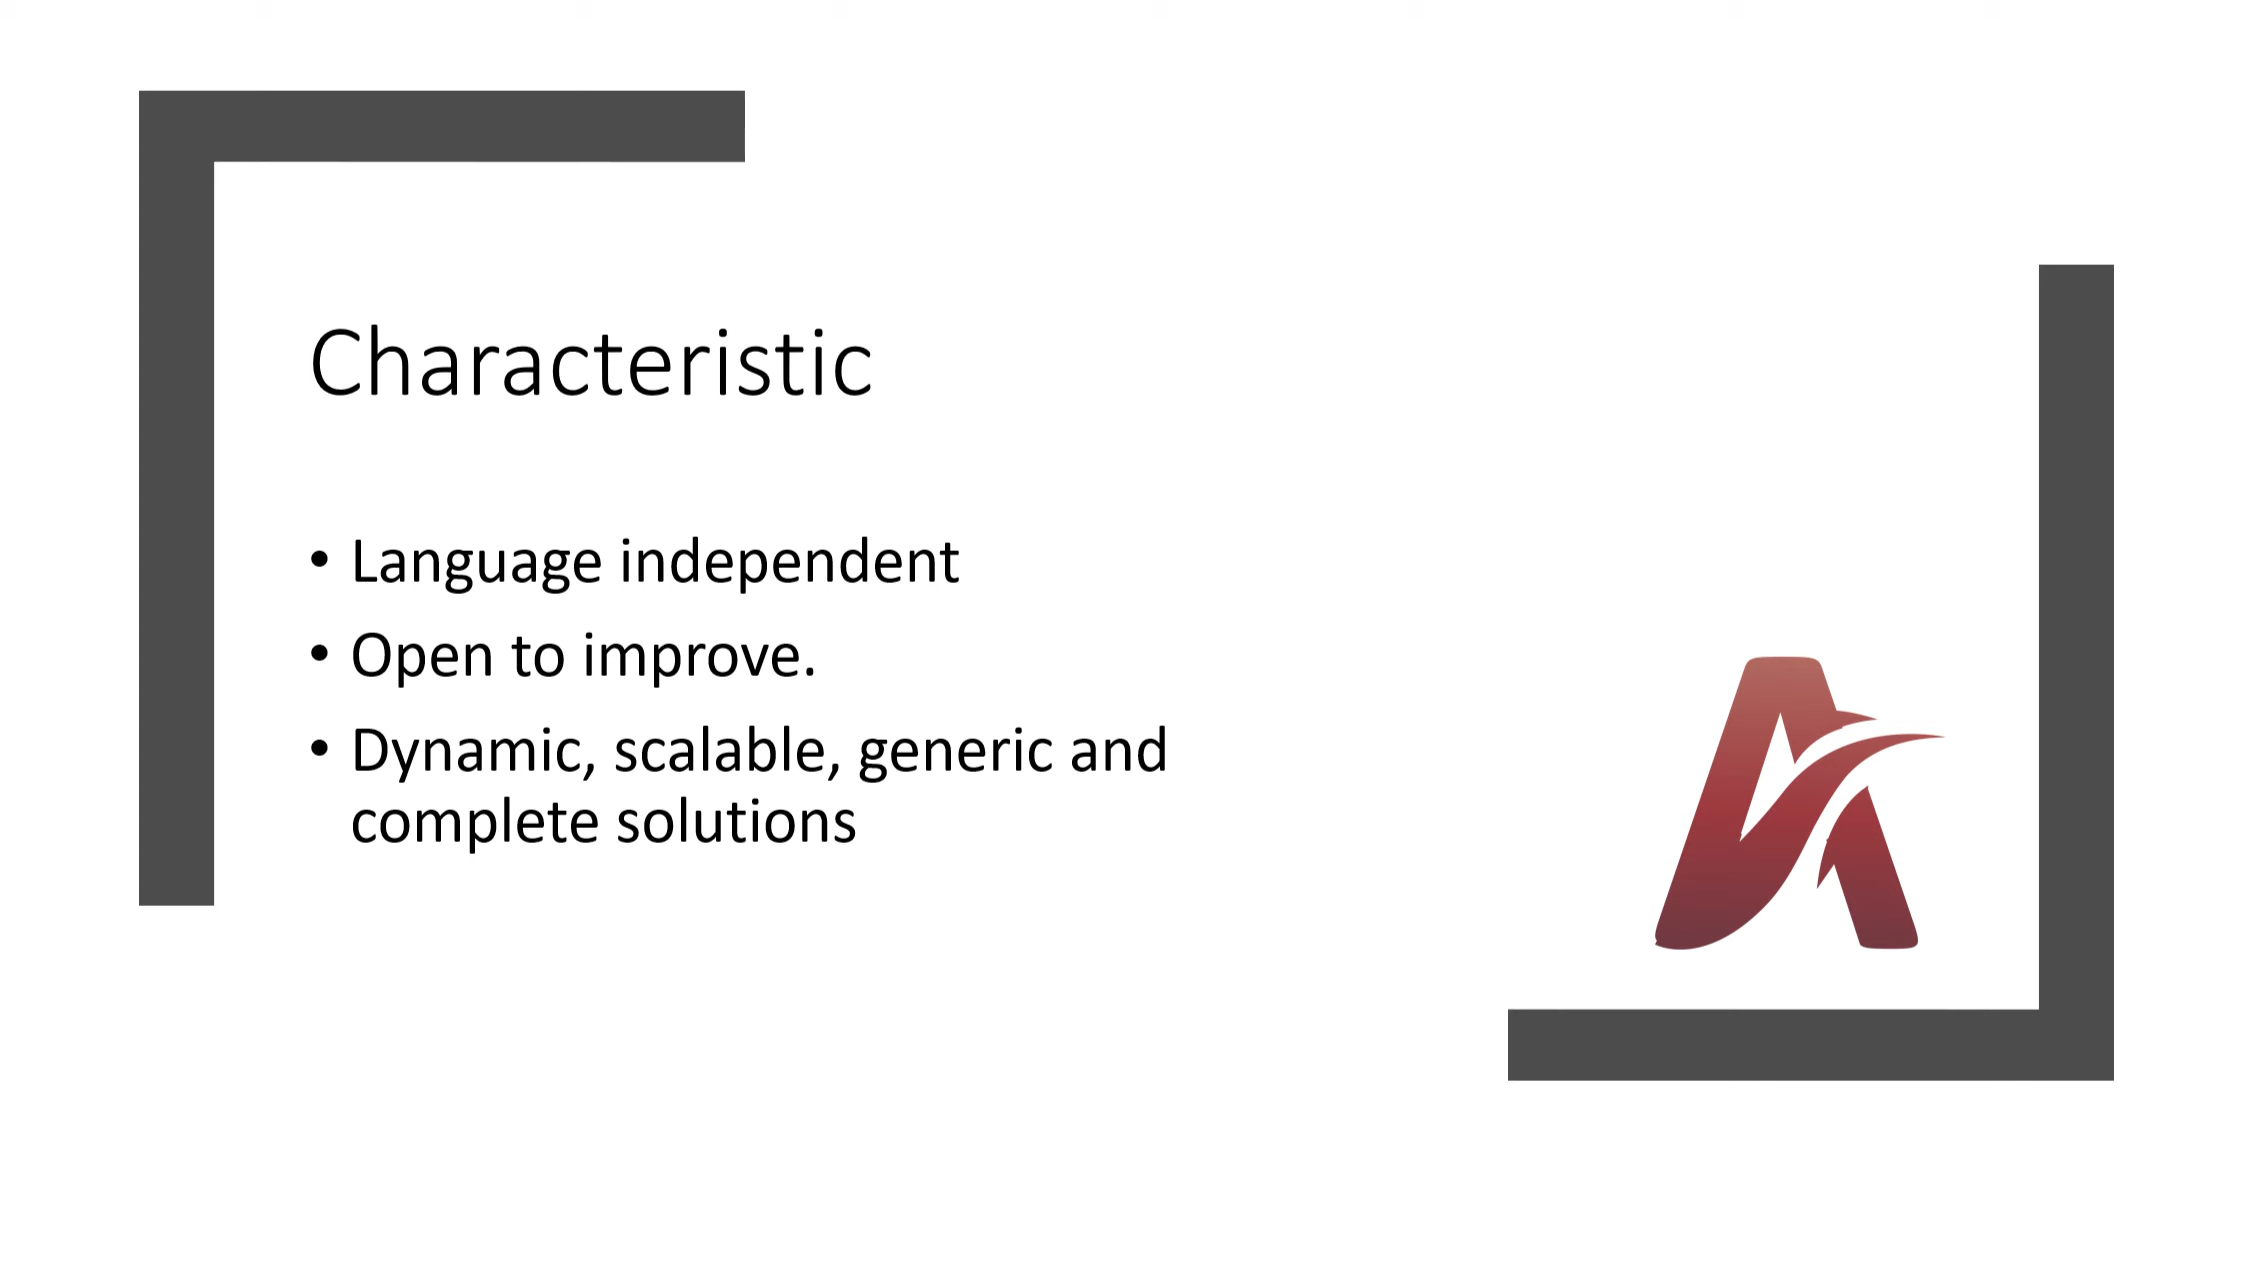 Characteristic
• Language independent
• Open to improve.
• Dynamic, scalable, generic and
complete solutions